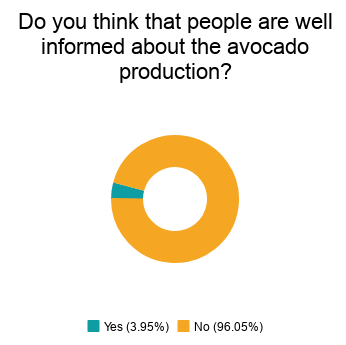 Do you think that people are well
informed about the avocado
production?
Yes (3.95%) No (96.05%)